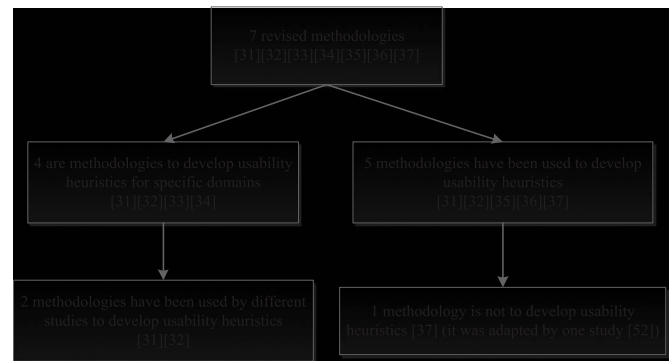 7 revised methodologies
[31][32][33][34][35][36][37]
4 are methodologies to develop usability
heuristics for specific domains
[31][32][33][34]
5 methodologies have been used to develop
usability heuristics
[31][32][35][36][37]
2 methodologies have been used by different
studies to develop usability heuristics
[31][32]
1 methodology is not to develop usability
heuristics [37] (it was adapted by one study [52])